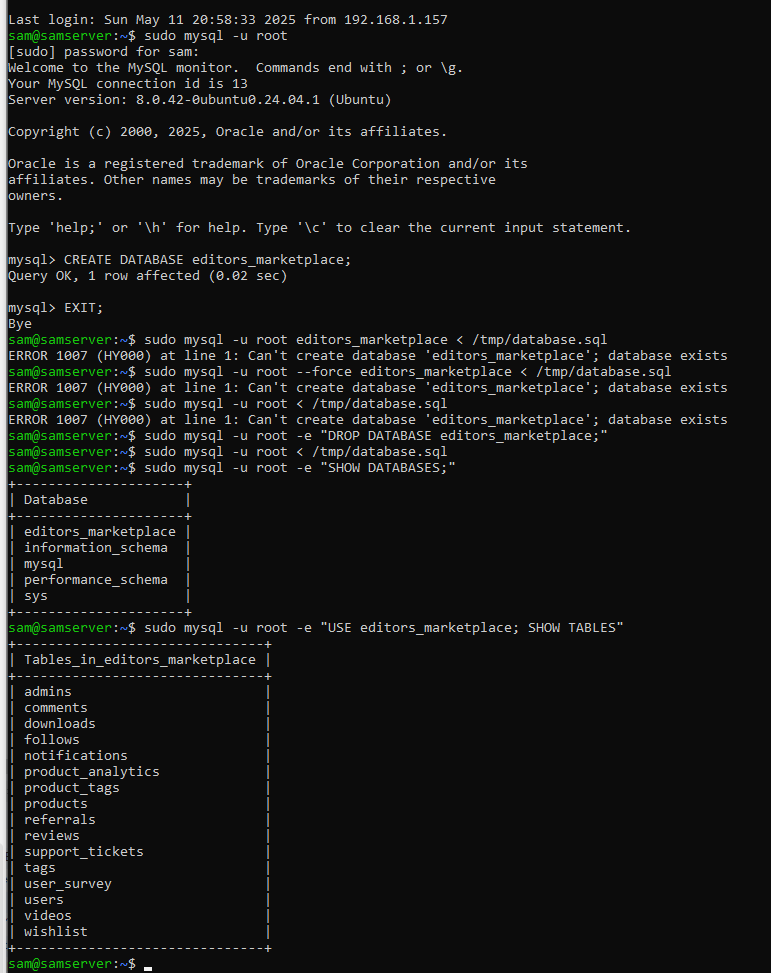 Last login: Sun May 11 20:58:33 2025 from 192.168.1.157
sam@samserver:~$ sudo mysql -u root
[sudo] password for sam:
Welcome to the MySQL monitor.  Commands end with ; or \g.
Your MySQL connection id is 13
Server version: 8.0.42-0ubuntu0.24.04.1 (Ubuntu)

Copyright (c) 2000, 2025, Oracle and/or its affiliates.

Oracle is a registered trademark of Oracle Corporation and/or its
affiliates. Other names may be trademarks of their respective
owners.

Type 'help;' or '\h' for help. Type '\c' to clear the current input statement.

mysql> CREATE DATABASE editors_marketplace;
Query OK, 1 row affected (0.02 sec)

mysql> EXIT;
Bye
sam@samserver:~$ sudo mysql -u root editors_marketplace < /tmp/database.sql
ERROR 1007 (HY000) at line 1: Can't create database 'editors_marketplace'; database exists
sam@samserver:~$ sudo mysql -u root --force editors_marketplace < /tmp/database.sql
ERROR 1007 (HY000) at line 1: Can't create database 'editors_marketplace'; database exists
sam@samserver:~$ sudo mysql -u root < /tmp/database.sql
ERROR 1007 (HY000) at line 1: Can't create database 'editors_marketplace'; database exists
sam@samserver:~$ sudo mysql -u root -e "DROP DATABASE editors_marketplace;"
sam@samserver:~$ sudo mysql -u root < /tmp/database.sql
sam@samserver:~$ sudo mysql -u root -e "SHOW DATABASES;"
+---------------------+
| Database            |
+---------------------+
| editors_marketplace |
| information_schema  |
| mysql               |
| performance_schema  |
| sys                 |
+---------------------+
sam@samserver:~$ sudo mysql -u root -e "USE editors_marketplace; SHOW TABLES"
+-------------------------------+
| Tables_in_editors_marketplace |
+-------------------------------+
| admins                        |
| comments                      |
| downloads                     |
| follows                       |
| notifications                 |
| product_analytics             |
| product_tags                  |
| products                      |
| referrals                     |
| reviews                       |
| support_tickets               |
| tags                          |
| user_survey                   |
| users                         |
| videos                        |
| wishlist                      |
+-------------------------------+
sam@samserver:~$